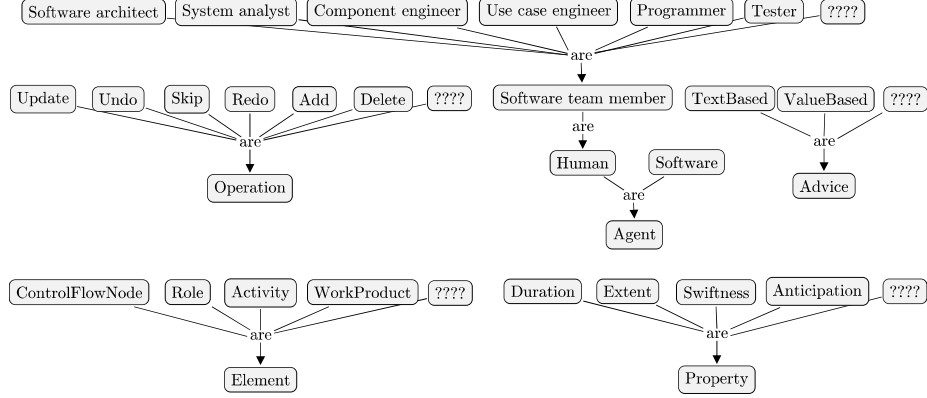 Software architect System analyst Component engineer Use case engineer Programmer Tester ????
are
Update Undo Skip Redo Add Delete ???? Software team member TextBased ValueBased ????
are
are
are
Human Software
Operation
Advice
are
Agent
ControlFlowNode Role Activity WorkProduct ???? Duration Extent Swiftness Anticipation ????
are
are
Element
Property